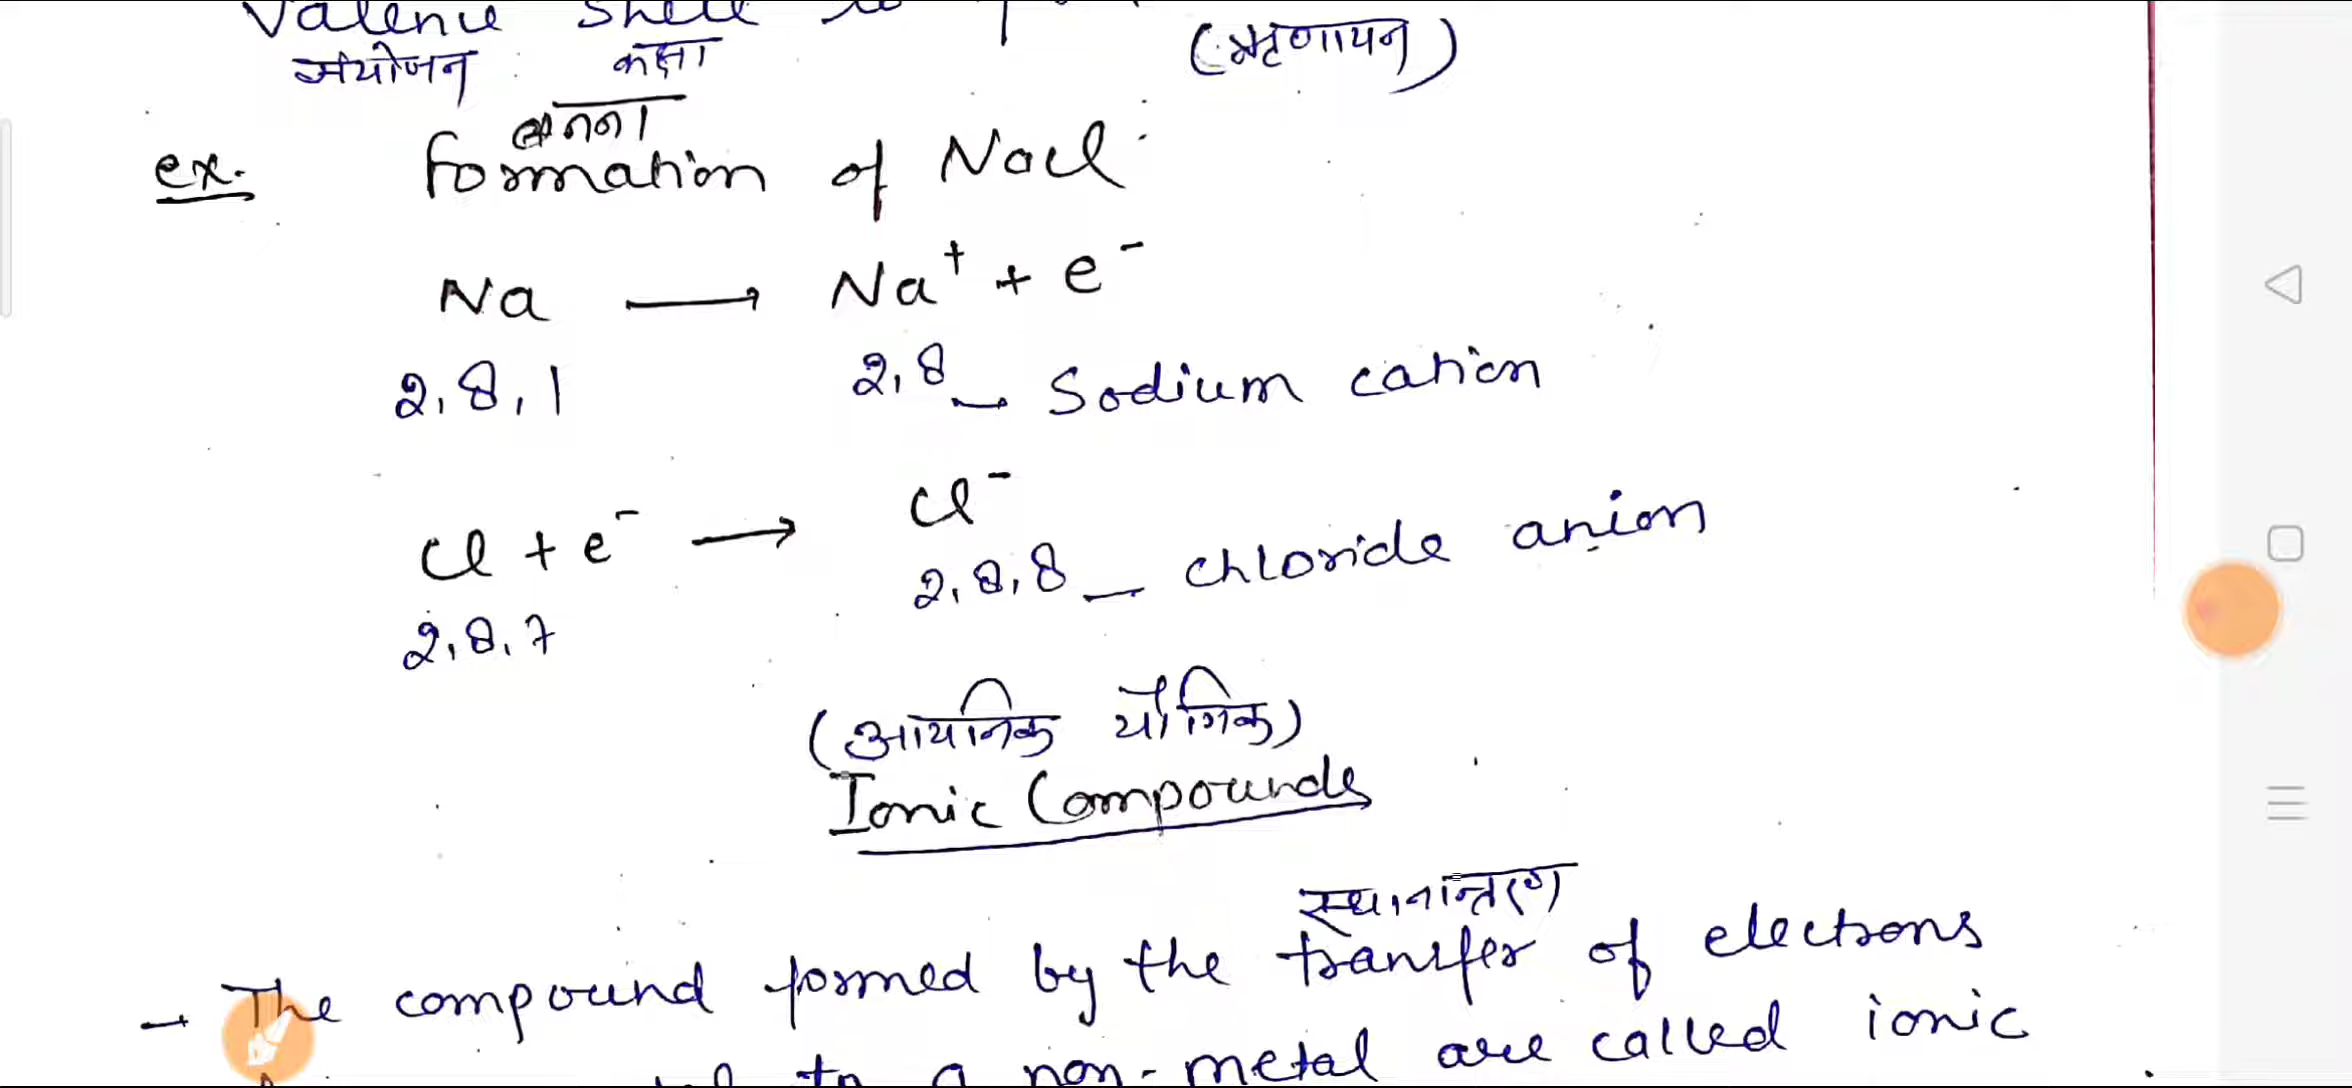 Valence shell
संयोजन कक्षा (ऋणायन)
बनना
ex. Formation of NaCl
Na → Na⁺ + e⁻
2,8,1 2,8 - Sodium cation
Cl + e⁻ → Cl⁻
2,8,7 2,8,8 - chloride anion
(आयनिक यौगिक)
Ionic Compounds
स्थानान्तरण
- The compound formed by the transfer of electrons
to a non-metal are called ionic